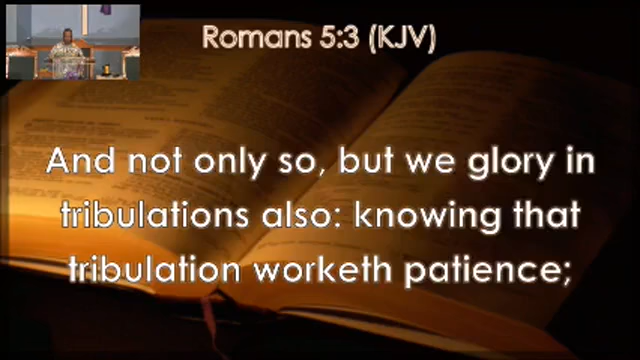 Romans 5:3 (KJV)
And not only so, but we glory in
tribulations also: knowing that
tribulation worketh patience;